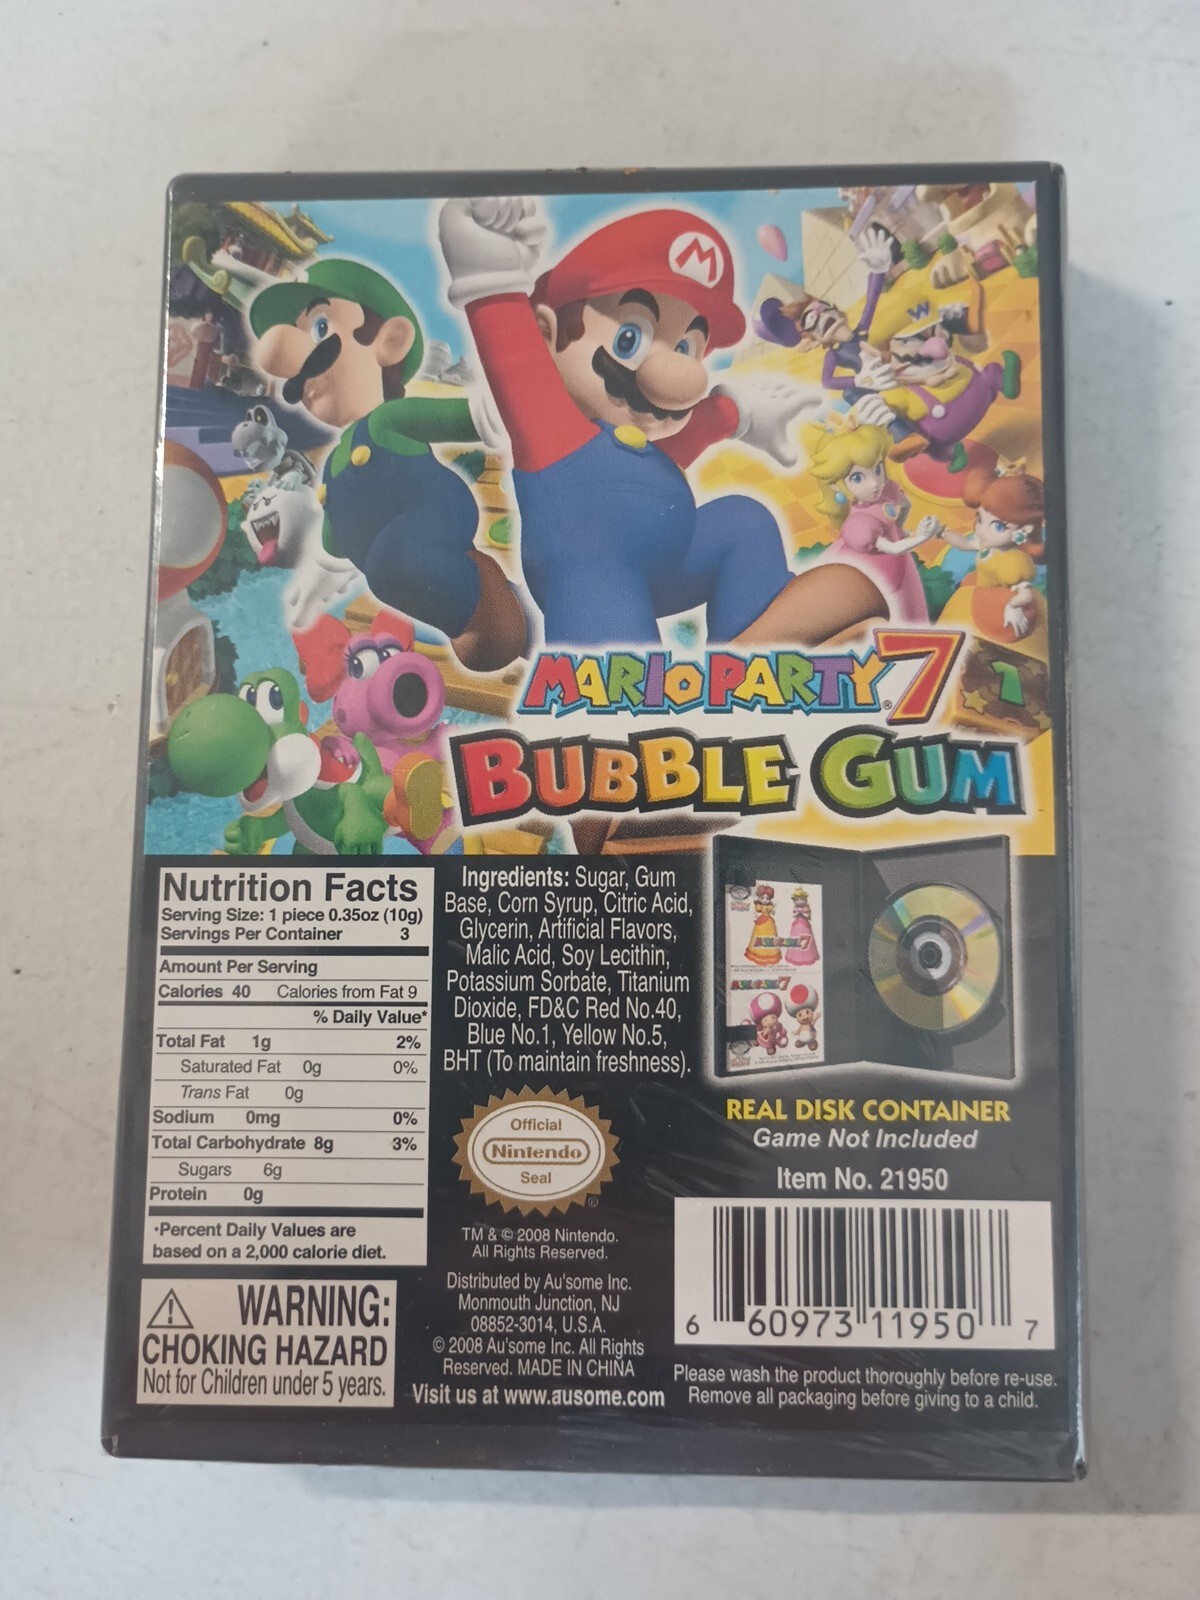 M
W
MARIO PARTY® 7
1
BUBBLE GUM
Nutrition Facts
Serving Size: 1 piece 0.35oz (10g)
Servings Per Container 3
Amount Per Serving
Calories 40 Calories from Fat 9
% Daily Value*
Total Fat 1g 2%
Saturated Fat 0g 0%
Trans Fat 0g
Sodium 0mg 0%
Total Carbohydrate 8g 3%
Sugars 6g
Protein 0g
•Percent Daily Values are
based on a 2,000 calorie diet.
WARNING:
CHOKING HAZARD
Not for Children under 5 years.
Ingredients: Sugar, Gum
Base, Corn Syrup, Citric Acid,
Glycerin, Artificial Flavors,
Malic Acid, Soy Lecithin,
Potassium Sorbate, Titanium
Dioxide, FD&C Red No.40,
Blue No.1, Yellow No.5,
BHT (To maintain freshness).
Official
Nintendo
Seal
®
TM & © 2008 Nintendo.
All Rights Reserved.
Distributed by Au'some Inc.
Monmouth Junction, NJ
08852-3014, U.S.A.
© 2008 Au'some Inc. All Rights
Reserved. MADE IN CHINA
Visit us at www.ausome.com
MARIO PARTY 7
MARIO PARTY 7
REAL DISK CONTAINER
Game Not Included
Item No. 21950
6 60973 11950 7
Please wash the product thoroughly before re-use.
Remove all packaging before giving to a child.